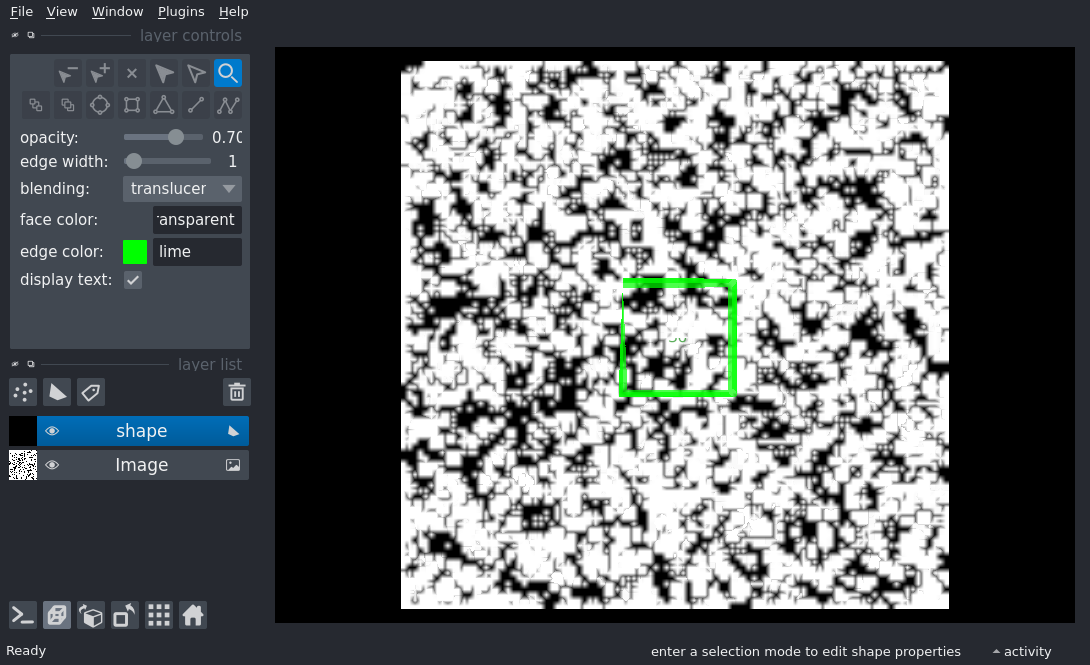 File View Window Plugins Help
layer controls
opacity: 0.70
edge width: 1
blending: translucer
face color: ansparent
edge color: lime
display text:
layer list
shape
Image
Ready
enter a selection mode to edit shape properties
activity